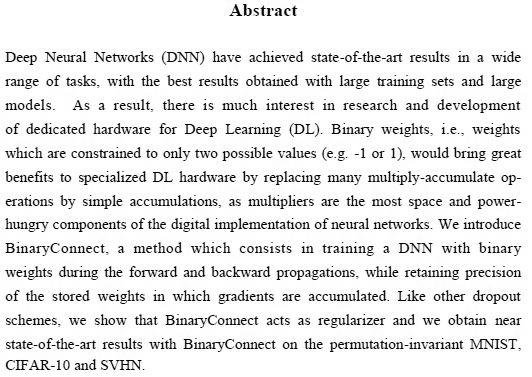 Abstract
Deep Neural Networks (DNN) have achieved state-of-the-art results in a wide
range of tasks, with the best results obtained with large training sets and large
models. As a result, there is much interest in research and development
of dedicated hardware for Deep Learning (DL). Binary weights, i.e., weights
which are constrained to only two possible values (e.g. -1 or 1), would bring great
benefits to specialized DL hardware by replacing many multiply-accumulate op-
erations by simple accumulations, as multipliers are the most space and power-
hungry components of the digital implementation of neural networks. We introduce
BinaryConnect, a method which consists in training a DNN with binary
weights during the forward and backward propagations, while retaining precision
of the stored weights in which gradients are accumulated. Like other dropout
schemes, we show that BinaryConnect acts as regularizer and we obtain near
state-of-the-art results with BinaryConnect on the permutation-invariant MNIST,
CIFAR-10 and SVHN.